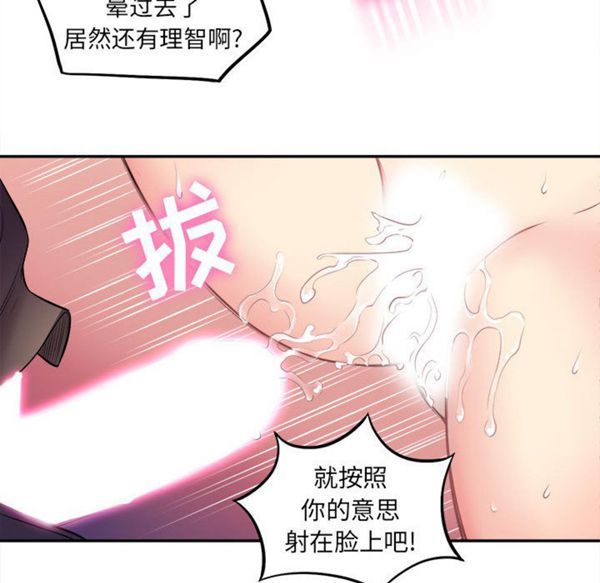 晕过去了
居然还有理智啊?
拔
就按照
你的意思
射在脸上吧!